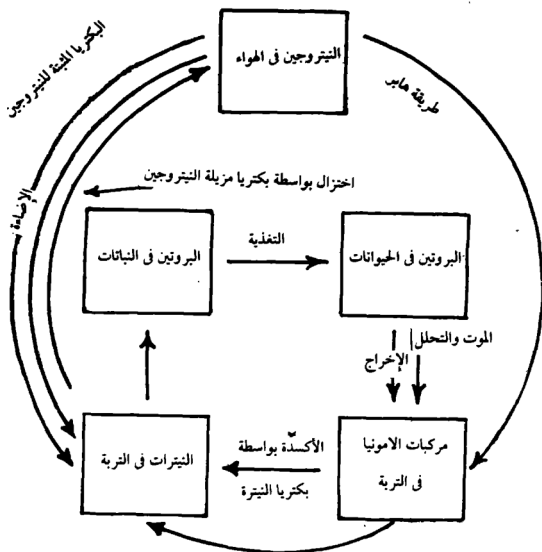 النيتروجين فى الهواء
البكتريا المثبتة للنيتروجين
طريقة هابر
الإضاءة
اختزال بواسطة بكتريا مزيلة النيتروجين
البروتين فى النباتات
التغذية
البروتين فى الحيوانات
الموت والتحلل
الإخراج
النيترات فى التربة
الأكسدّة بواسطة
بكتريا النيترة
مركبات الامونيا
فى التربة